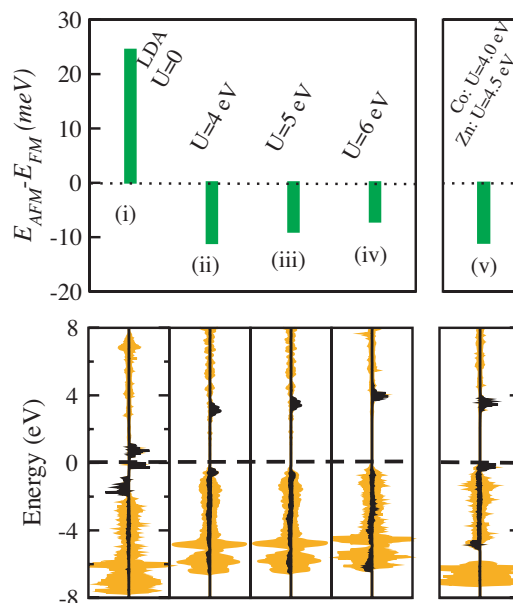 30
20
10
0
-10
-20
E_AFM-E_FM (meV)
LDA
U=0
U=4 eV
U=5 eV
U=6 eV
Co: U=4.0 eV
Zn: U=4.5 eV
(i)
(ii)
(iii)
(iv)
(v)
8
4
0
-4
-8
Energy (eV)